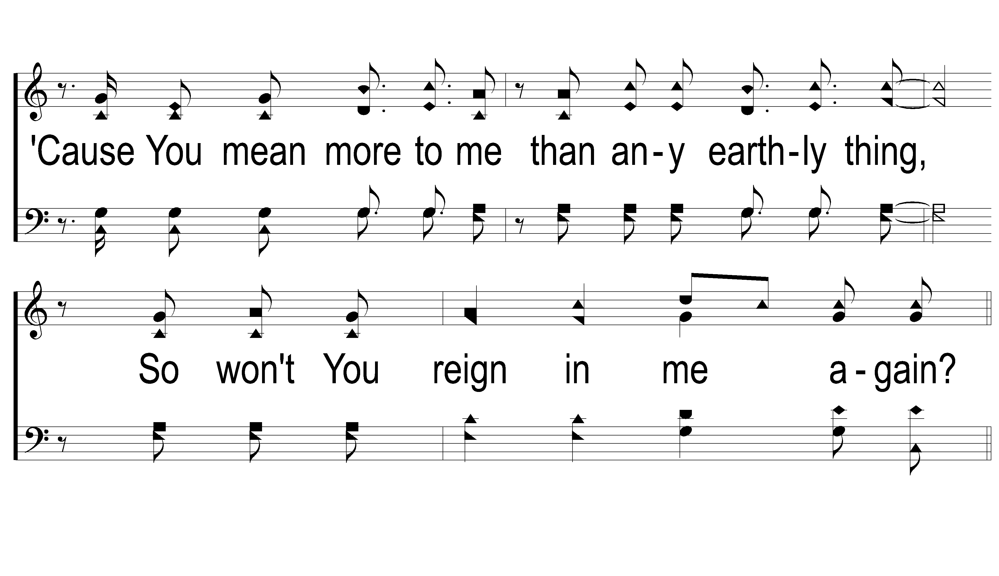 'Cause You mean more to me than an-y earth-ly thing,
So won't You reign in me a-gain?